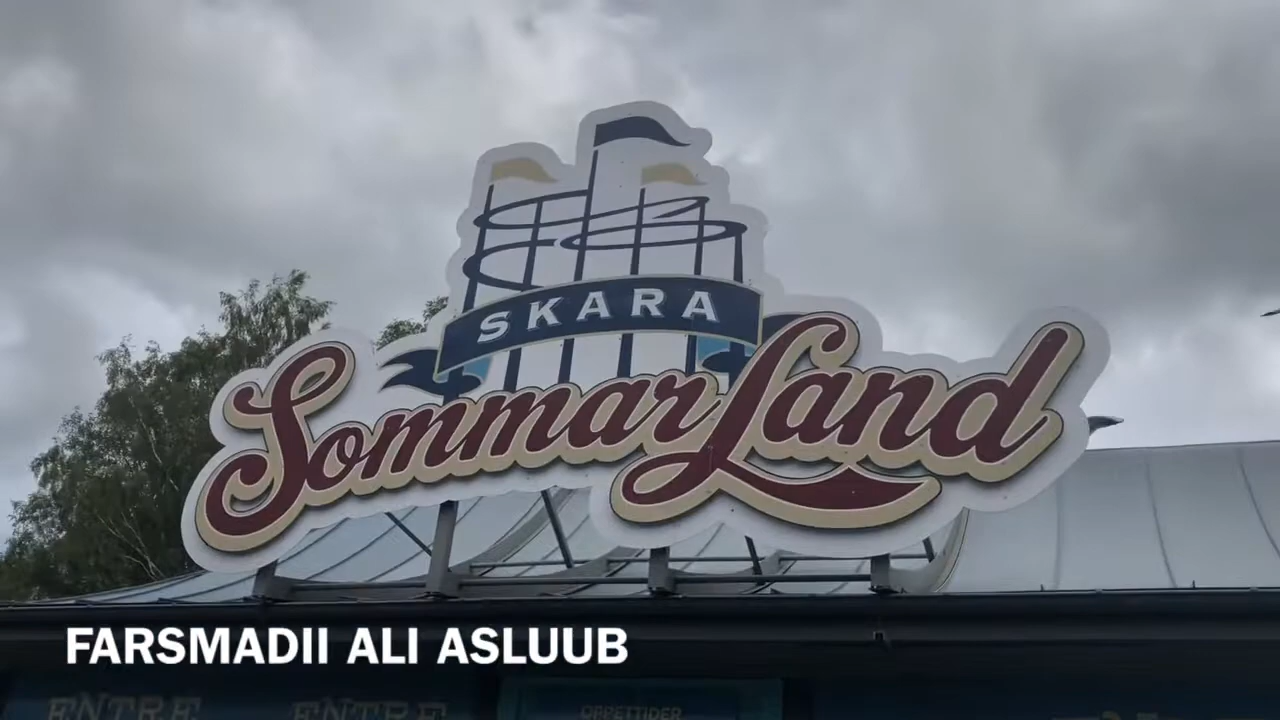 SKARA
SommarLand
FARSMADII ALI ASLUUB
ENTRE ENTRE
ÖPPETTIDER